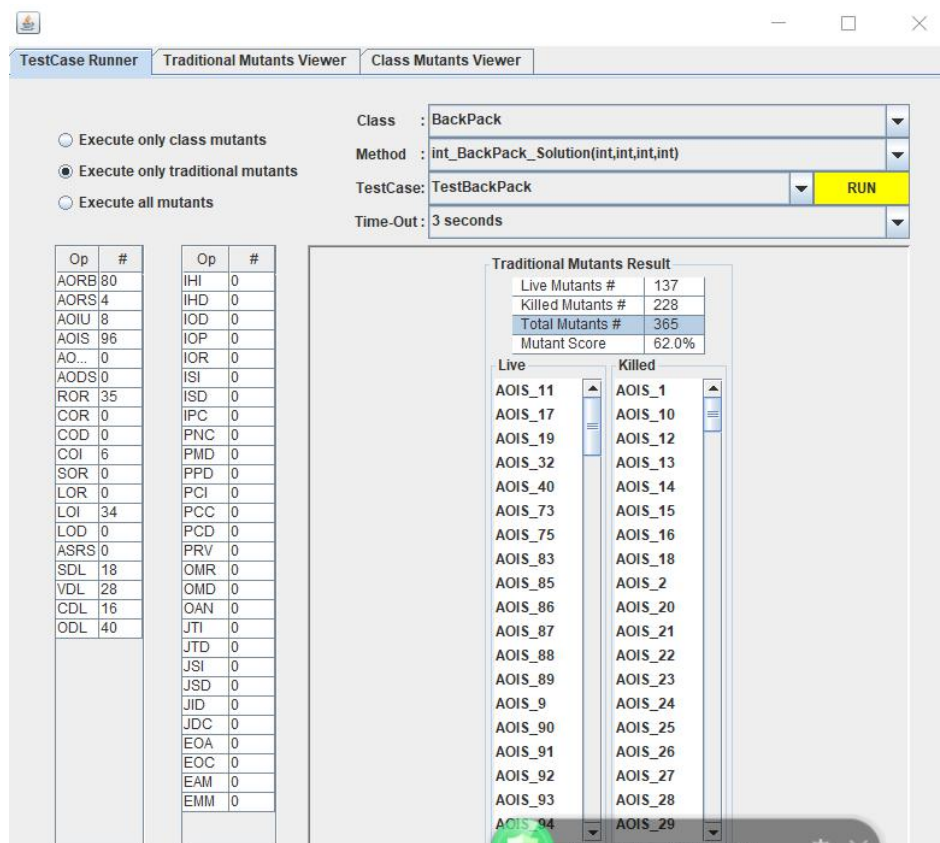 TestCase Runner Traditional Mutants Viewer Class Mutants Viewer
Execute only class mutants
Execute only traditional mutants
Execute all mutants
Class : BackPack
Method : int_BackPack_Solution(int,int,int,int)
TestCase: TestBackPack RUN
Time-Out : 3 seconds
Op #
AORB 80
AORS 4
AOIU 8
AOIS 96
AO... 0
AODS 0
ROR 35
COR 0
COD 0
COI 6
SOR 0
LOR 0
LOI 34
LOD 0
ASRS 0
SDL 18
VDL 28
CDL 16
ODL 40
Op #
IHI 0
IHD 0
IOD 0
IOP 0
IOR 0
ISI 0
ISD 0
IPC 0
PNC 0
PMD 0
PPD 0
PCI 0
PCC 0
PCD 0
PRV 0
OMR 0
OMD 0
OAN 0
JTI 0
JTD 0
JSI 0
JSD 0
JID 0
JDC 0
EOA 0
EOC 0
EAM 0
EMM 0
Traditional Mutants Result
Live Mutants # 137
Killed Mutants # 228
Total Mutants # 365
Mutant Score 62.0%
Live
AOIS_11
AOIS_17
AOIS_19
AOIS_32
AOIS_40
AOIS_73
AOIS_75
AOIS_83
AOIS_85
AOIS_86
AOIS_87
AOIS_88
AOIS_89
AOIS_9
AOIS_90
AOIS_91
AOIS_92
AOIS_93
AOIS_94
Killed
AOIS_1
AOIS_10
AOIS_12
AOIS_13
AOIS_14
AOIS_15
AOIS_16
AOIS_18
AOIS_2
AOIS_20
AOIS_21
AOIS_22
AOIS_23
AOIS_24
AOIS_25
AOIS_26
AOIS_27
AOIS_28
AOIS_29